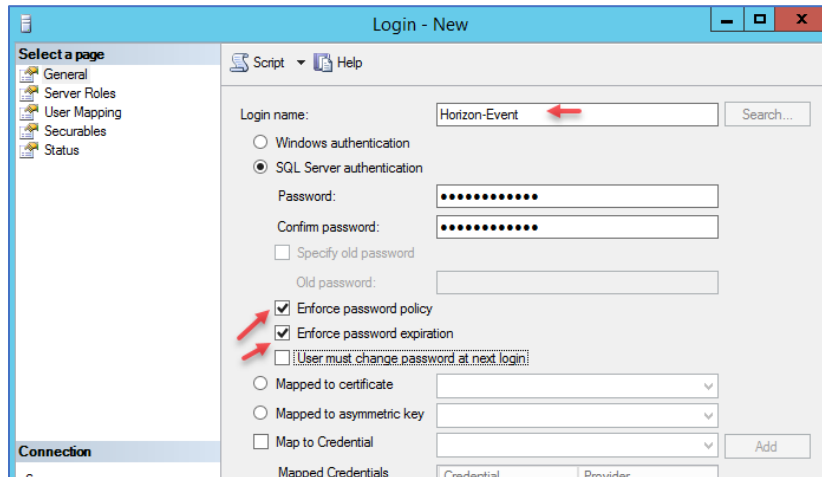 Login - New
Select a page
General
Server Roles
User Mapping
Securables
Status
Script Help
Login name: Horizon-Event Search...
Windows authentication
SQL Server authentication
Password: ●●●●●●●●●●●●
Confirm password: ●●●●●●●●●●●●
Specify old password
Old password:
Enforce password policy
Enforce password expiration
User must change password at next login
Mapped to certificate
Mapped to asymmetric key
Map to Credential Add
Mapped Credentials Credential Provider
Connection